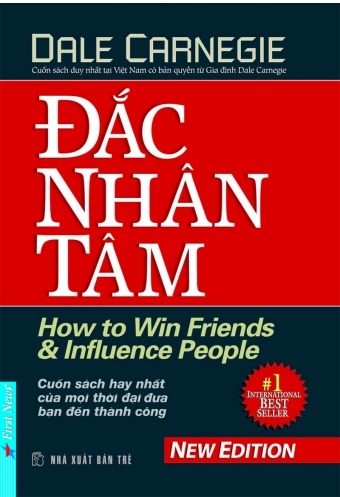 DALE CARNEGIE
Cuốn sách duy nhất tại Việt Nam có bản quyền từ Gia đình Dale Carnegie
ĐẮC
NHÂN
TÂM
How to Win Friends
& Influence People
Cuốn sách hay nhất
của mọi thời đại đưa
bạn đến thành công
#1
INTERNATIONAL
BEST
SELLER
First News
NHÀ XUẤT BẢN TRẺ
NEW EDITION